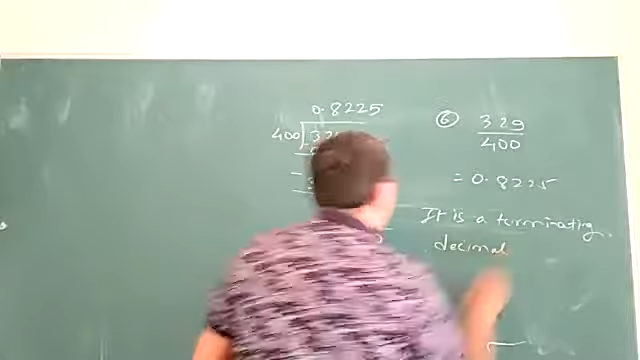 0.8225
400
⑥ 329
400
= 0.8225
It is a terminating
decimal